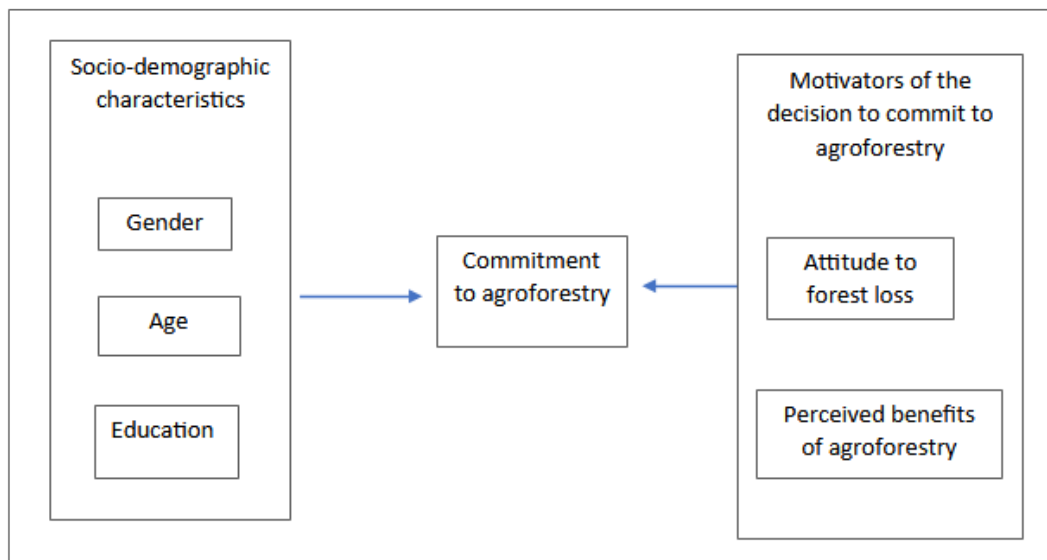 Socio-demographic
characteristics
Gender
Age
Education
Commitment
to agroforestry
Motivators of the
decision to commit to
agroforestry
Attitude to
forest loss
Perceived benefits
of agroforestry